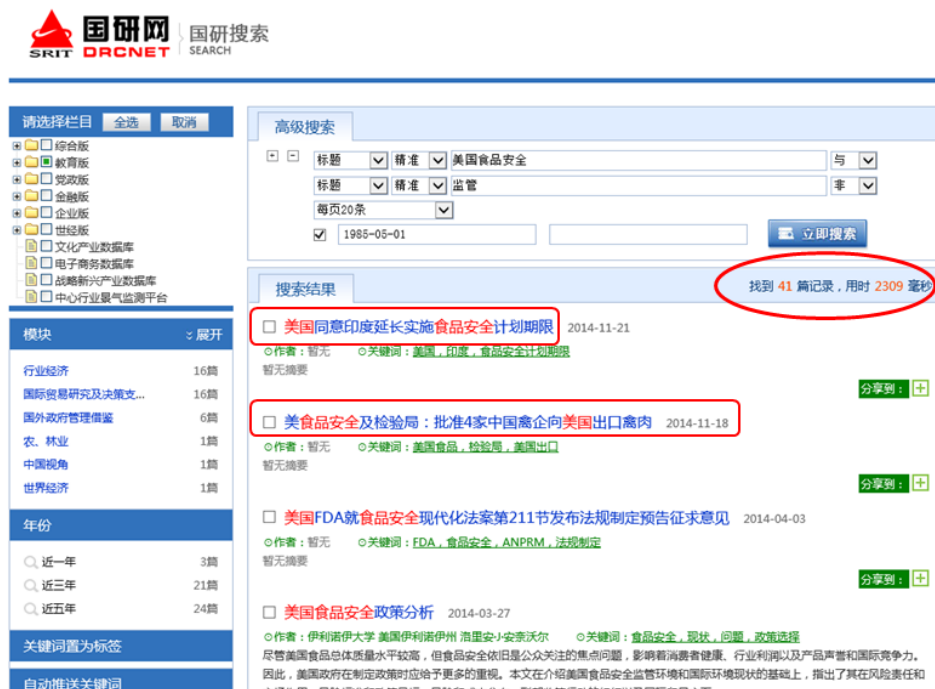 国研网 国研搜索
SRIT DRCNET SEARCH
请选择栏目 全选 取消
综合版
教育版
党政版
金融版
企业版
世经版
文化产业数据库
电子商务数据库
战略新兴产业数据库
中心行业景气监测平台
模块 展开
行业经济 16篇
国际贸易研究及决策支... 16篇
国外政府管理借鉴 6篇
农、林业 1篇
中国视角 1篇
世界经济 1篇
年份
近一年 3篇
近三年 21篇
近五年 24篇
关键词置为标签
自动推送关键词
高级搜索
标题 精准 美国食品安全 与
标题 精准 监管 非
每页20条
1985-05-01 立即搜索
搜索结果 找到 41 篇记录，用时 2309 毫秒
美国同意印度延长实施食品安全计划期限 2014-11-21
作者：暂无 关键词：美国，印度，食品安全计划期限
暂无摘要
分享到：
美食品安全及检验局：批准4家中国禽企向美国出口禽肉 2014-11-18
作者：暂无 关键词：美国食品，检验局，美国出口
暂无摘要
分享到：
美国FDA就食品安全现代化法案第211节发布法规制定预告征求意见 2014-04-03
作者：暂无 关键词：FDA，食品安全，ANPRM，法规制定
暂无摘要
分享到：
美国食品安全政策分析 2014-03-27
作者：伊利诺伊大学 美国伊利诺伊州 洛里安·J·安奈沃尔 关键词：食品安全，现状，问题，政策选择
尽管美国食品总体质量水平较高，但食品安全依旧是公众关注的焦点问题，影响着消费者健康、行业利润以及产品声誉和国际竞争力。
因此，美国政府在制定政策时应给予更多的重视。本文在介绍美国食品安全监管环境和国际环境现状的基础上，指出了其在风险责任和